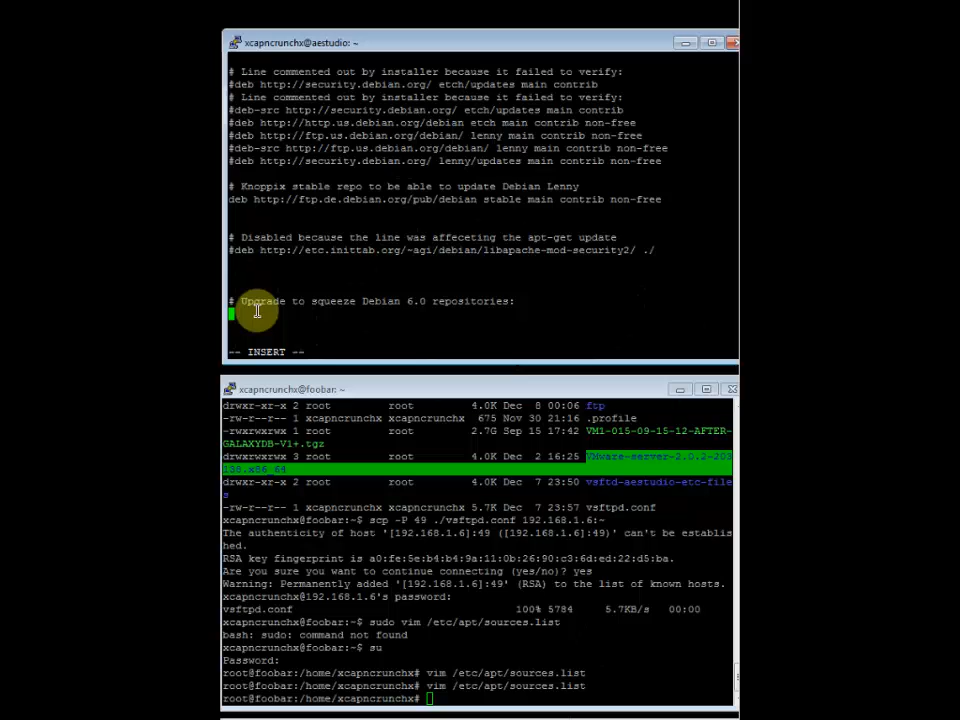 xcapncrunchx@aestudio: ~
# Line commented out by installer because it failed to verify:
#deb http://security.debian.org/ etch/updates main contrib
# Line commented out by installer because it failed to verify:
#deb-src http://security.debian.org/ etch/updates main contrib
#deb http://http.us.debian.org/debian etch main contrib non-free
#deb http://ftp.us.debian.org/debian/ lenny main contrib non-free
#deb-src http://ftp.us.debian.org/debian/ lenny main contrib non-free
#deb http://security.debian.org/ lenny/updates main contrib non-free
# Knoppix stable repo to be able to update Debian Lenny
deb http://ftp.de.debian.org/pub/debian stable main contrib non-free
# Disabled because the line was affeceting the apt-get update
#deb http://etc.inittab.org/~agi/debian/libapache-mod-security2/ ./
# Upgrade to squeeze Debian 6.0 repositories:
-- INSERT --
xcapncrunchx@foobar: ~
drwxr-xr-x 2 root root 4.0K Dec 8 00:06 ftp
-rw-r--r-- 1 xcapncrunchx xcapncrunchx 675 Nov 30 21:16 .profile
-rwxrwxrwx 1 root root 2.7G Sep 15 17:42 VM1-015-09-15-12-AFTER-
GALAXYDB-V1+.tgz
drwxrwxrwx 3 root root 4.0K Dec 2 16:25 VMware-server-2.0.2-203
138.x86_64
drwxr-xr-x 2 root root 4.0K Dec 7 23:50 vsftd-aestudio-etc-file
s
-rw-r--r-- 1 xcapncrunchx xcapncrunchx 5.7K Dec 7 23:57 vsftpd.conf
xcapncrunchx@foobar:~$ scp -P 49 ./vsftpd.conf 192.168.1.6:~
The authenticity of host '[192.168.1.6]:49 ([192.168.1.6]:49)' can't be establis
hed.
RSA key fingerprint is a0:fe:5e:b4:b4:9a:11:0b:26:90:c3:6d:ed:22:d5:ba.
Are you sure you want to continue connecting (yes/no)? yes
Warning: Permanently added '[192.168.1.6]:49' (RSA) to the list of known hosts.
xcapncrunchx@192.168.1.6's password:
vsftpd.conf 100% 5784 5.7KB/s 00:00
xcapncrunchx@foobar:~$ sudo vim /etc/apt/sources.list
bash: sudo: command not found
xcapncrunchx@foobar:~$ su
Password:
root@foobar:/home/xcapncrunchx# vim /etc/apt/sources.list
root@foobar:/home/xcapncrunchx# vim /etc/apt/sources.list
root@foobar:/home/xcapncrunchx#